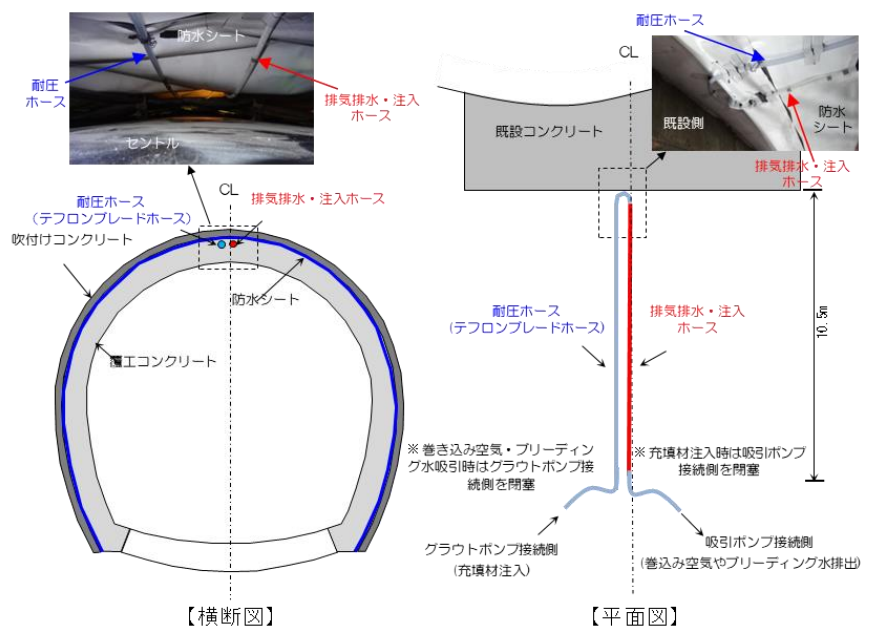 防水シート
耐圧
ホース
排気排水・注入
ホース
セントル
CL
耐圧ホース
(テフロンブレードホース)
排気排水・注入ホース
吹付けコンクリート
防水シート
覆工コンクリート
【横断図】
耐圧ホース
CL
既設コンクリート
既設側
防水
シート
排気排水・注入
ホース
耐圧ホース
(テフロンブレードホース)
排気排水・注入
ホース
10.5m
※ 巻き込み空気・ブリーディン
グ水吸引時はグラウトポンプ接
続側を閉塞
※ 充填材注入時は吸引ポンプ
接続側を閉塞
グラウトポンプ接続側
(充填材注入)
吸引ポンプ接続側
(巻込み空気やブリーディング水排出)
【平面図】